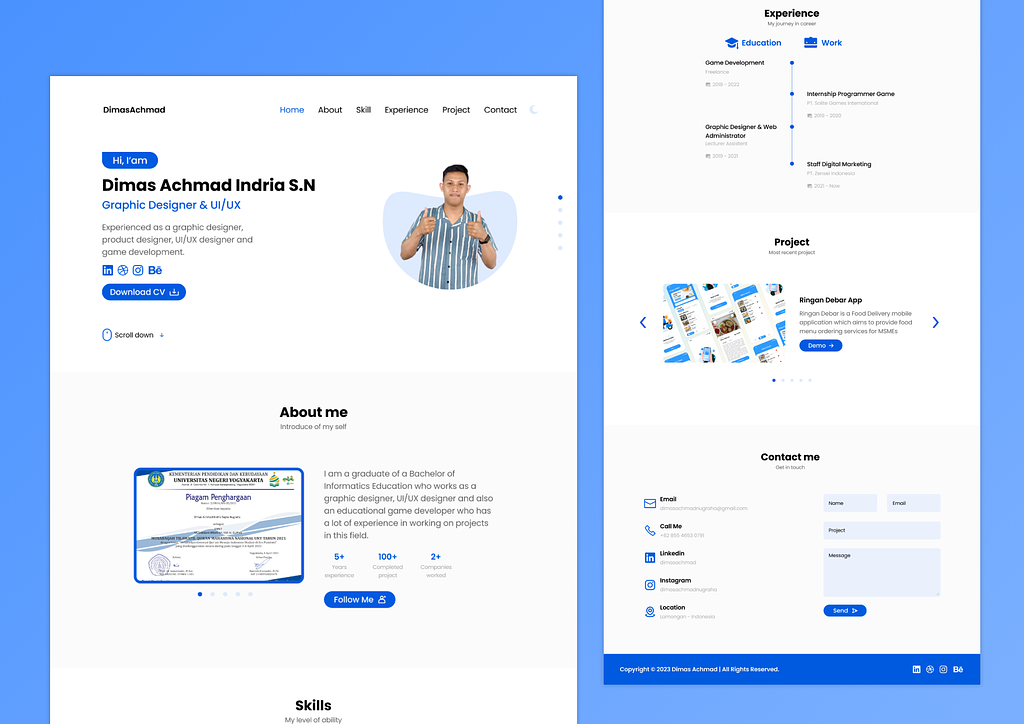 DimasAchmad
Home About Skill Experience Project Contact
Hi, I'am
Dimas Achmad Indria S.N
Graphic Designer & UI/UX
Experienced as a graphic designer,
product designer, UI/UX designer and
game development.
Bē
Download CV
Scroll down
About me
Introduce of my self
KEMENTERIAN PENDIDIKAN DAN KEBUDAYAAN
UNIVERSITAS NEGERI YOGYAKARTA
Piagam Penghargaan
I am a graduate of a Bachelor of
Informatics Education who works as a
graphic designer, UI/UX designer and also
an educational game developer who has
a lot of experience in working on projects
in this field.
5+ 100+ 2+
Years Completed Companies
experience project worked
Follow Me
Skills
My level of ability
Experience
My journey in career
Education Work
Game Development
Freelance
2018 - 2022
Internship Programmer Game
PT. Solite Games International
2019 - 2020
Graphic Designer & Web
Administrator
Lecturer Assistant
2019 - 2021
Staff Digital Marketing
PT. Zenius Indonesia
2021 - Now
Project
Most recent project
Ringan Debar App
Ringan Debar is a Food Delivery mobile
application which aims to provide food
menu ordering services for MSMEs
Demo
Contact me
Get in touch
Email
dimasachmadnugraha@gmail.com
Call Me
Linkedin
dimasachmad
Instagram
dimasachmadnugraha
Location
Lamongan - Indonesia
Name Email
Project
Message
Send
Copyright © 2023 Dimas Achmad | All Rights Reserved.
Bē